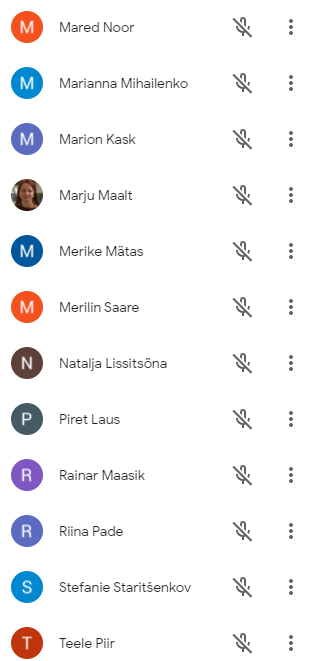 M Mared Noor
M Marianna Mihailenko
M Marion Kask
Marju Maalt
M Merike Mätas
M Merilin Saare
N Natalja Lissitsõna
P Piret Laus
R Rainar Maasik
R Riina Pade
S Stefanie Staritšenkov
T Teele Piir